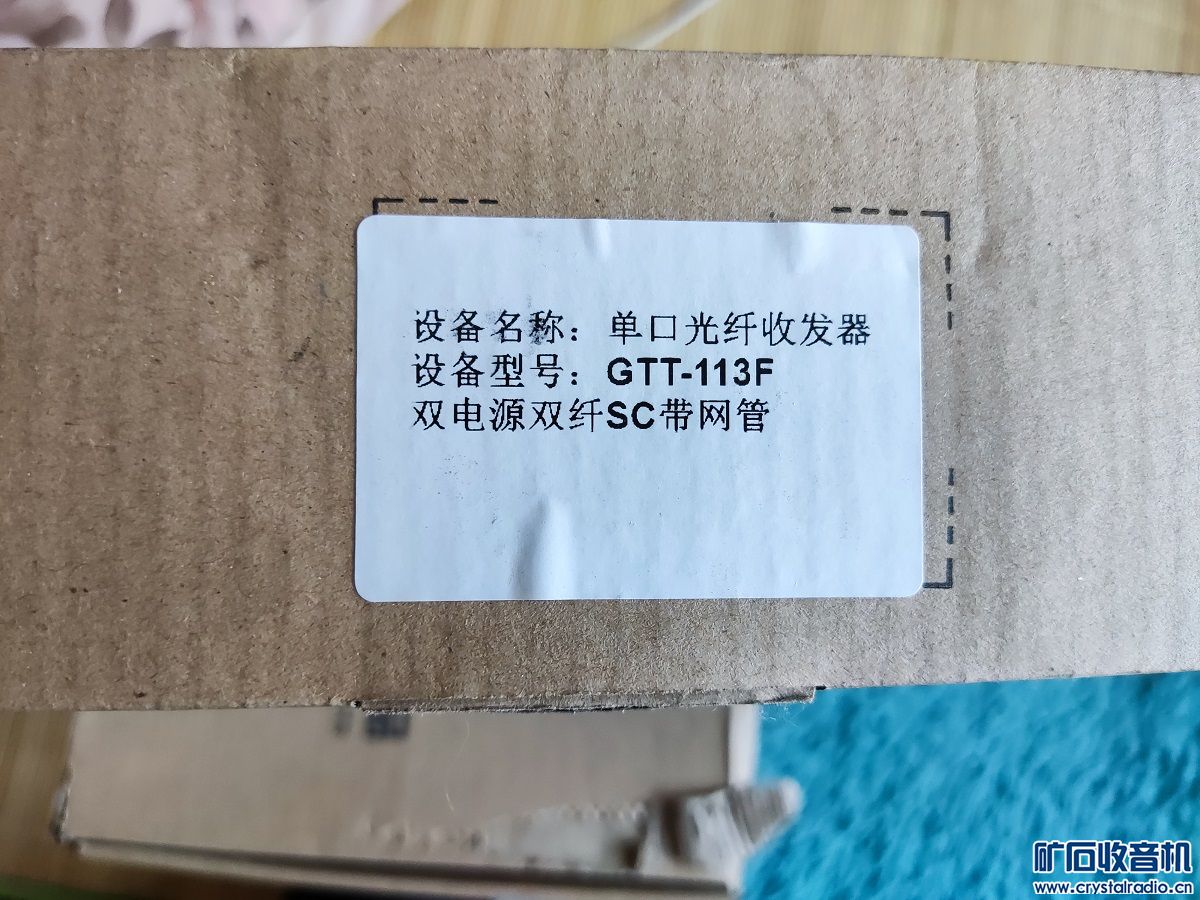 设备名称：单口光纤收发器
设备型号：GTT-113F
双电源双纤SC带网管
矿石收音机
www.crystalradio.cn